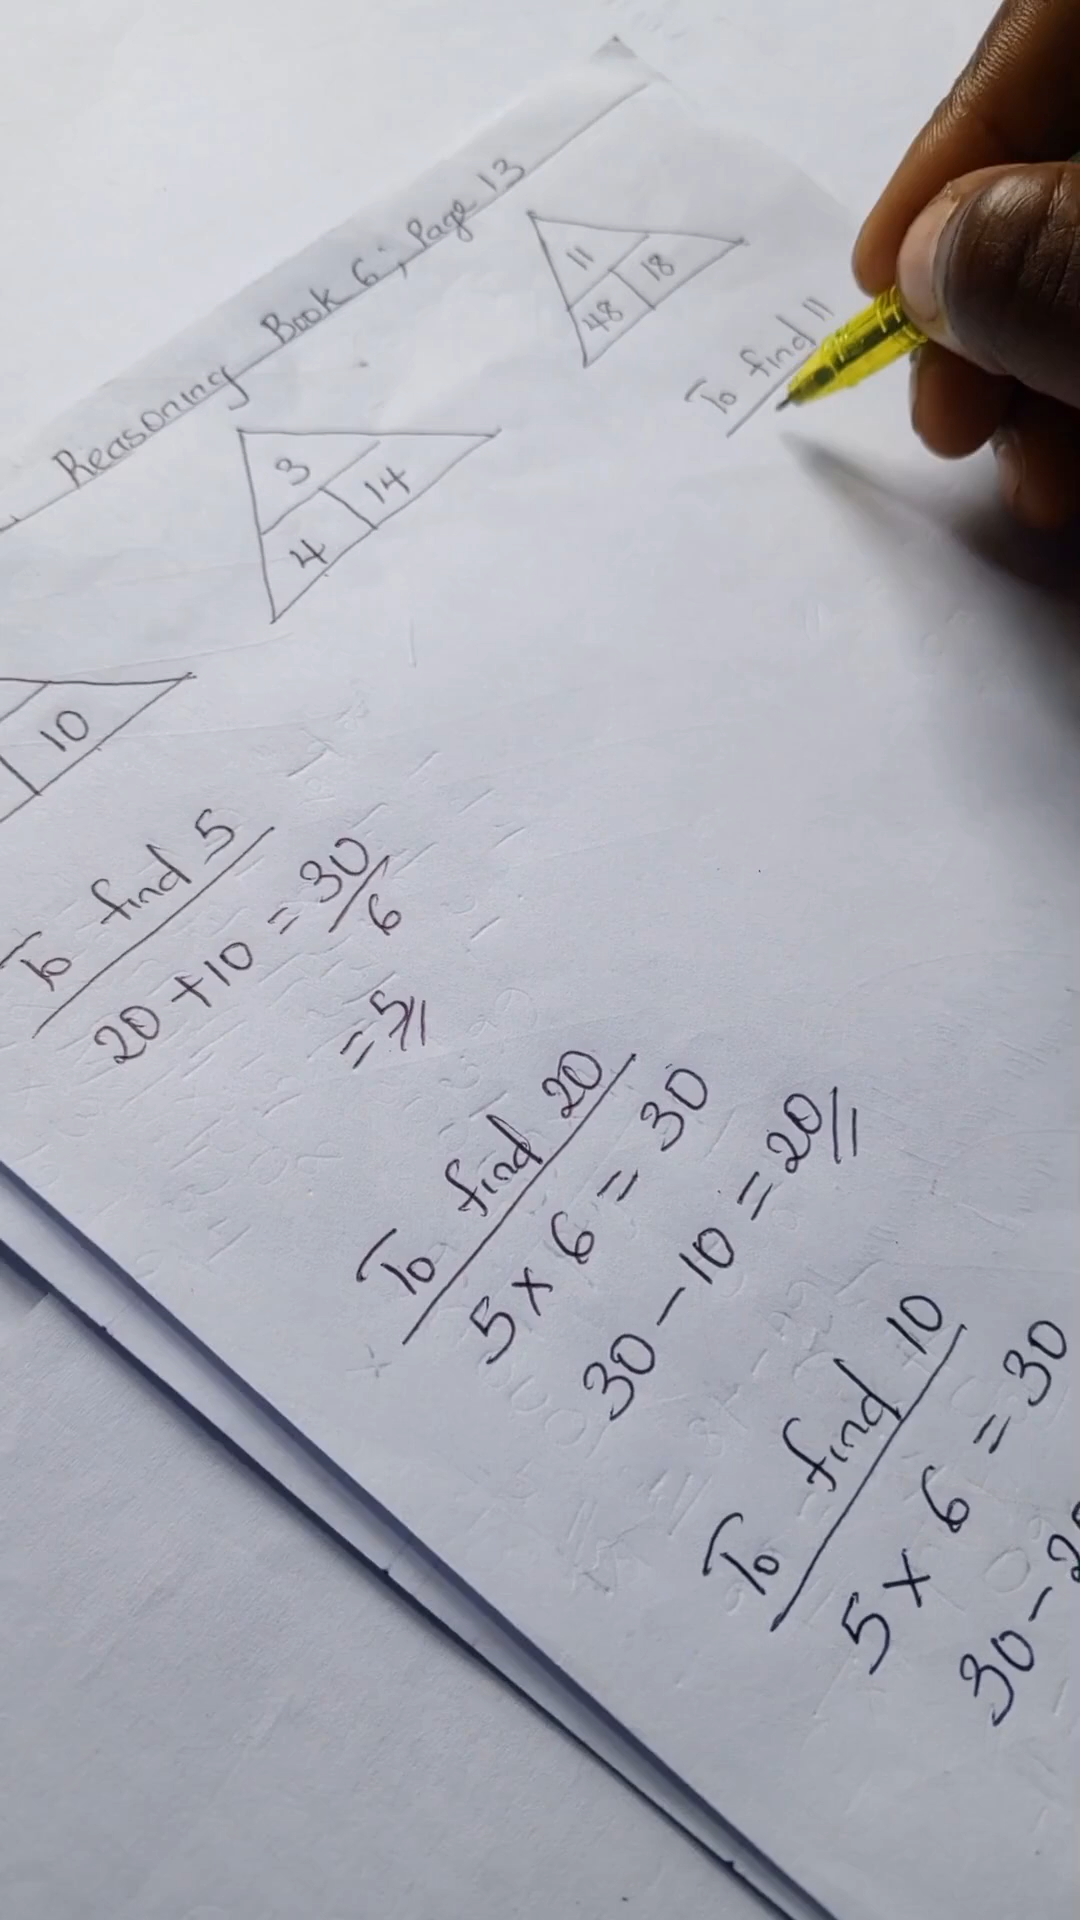 Reasoning Book 6; Page 13
10
3
4 14
11
48 18
To find 5
20 + 10 = 30/6
= 5
To find 20
5 x 6 = 30
30 - 10 = 20
To find 10
5 x 6 = 30
30 - 2
To find 11